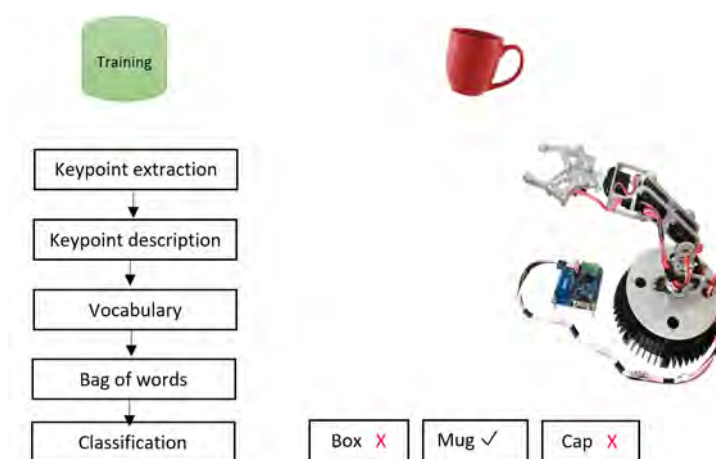 Training
Keypoint extraction
Keypoint description
Vocabulary
Bag of words
Classification
Box X
Mug ✓
Cap X